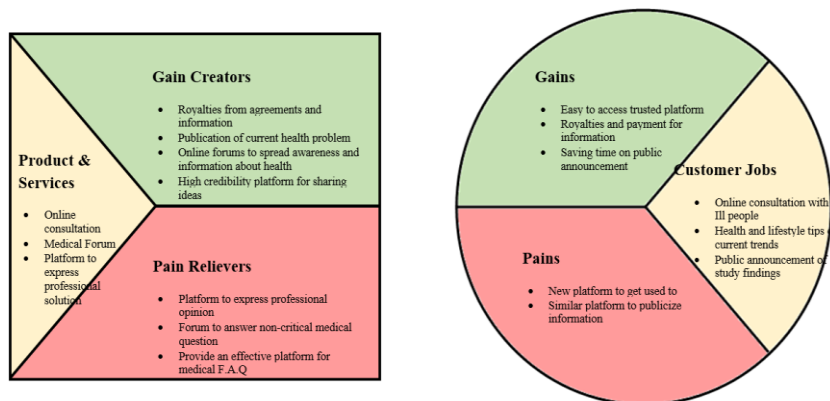 Gain Creators
Royalties from agreements and
information
Publication of current health problem
Online forums to spread awareness and
information about health
High credibility platform for sharing
ideas
Product &
Services
Online
consultation
Medical Forum
Platform to
express
professional
solution
Pain Relievers
Platform to express professional
opinion
Forum to answer non-critical medical
question
Provide an effective platform for
medical F.A.Q
Gains
Easy to access trusted platform
Royalties and payment for
information
Saving time on public
announcement
Customer Jobs
Online consultation with
Ill people
Health and lifestyle tips
current trends
Public announcement of
study findings
Pains
New platform to get used to
Similar platform to publicize
information